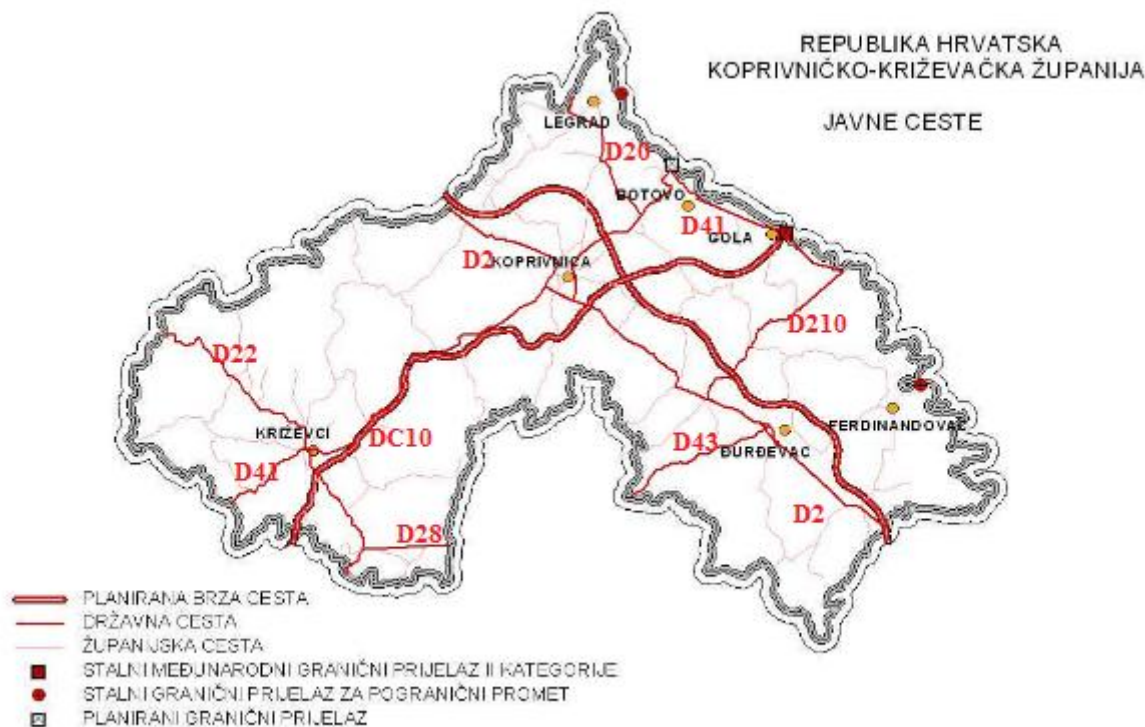 REPUBLIKA HRVATSKA
KOPRIVNIČKO-KRIŽEVAČKA ŽUPANIJA
JAVNE CESTE
LEGRAD
D20
BOTOVO
D41
GOLA
D2
KOPRIVNICA
D210
D22
KRIŽEVCI
DC10
D43
FERDINANDOVAC
ĐURĐEVAC
D41
D2
D28
PLANIRANA BRZA CESTA
DRŽAVNA CESTA
ŽUPANIJSKA CESTA
STALNI MEĐUNARODNI GRANIČNI PRIJELAZ II KATEGORIJE
STALNI GRANIČNI PRIJELAZ ZA POGRANIČNI PROMET
PLANIRANI GRANIČNI PRIJELAZ